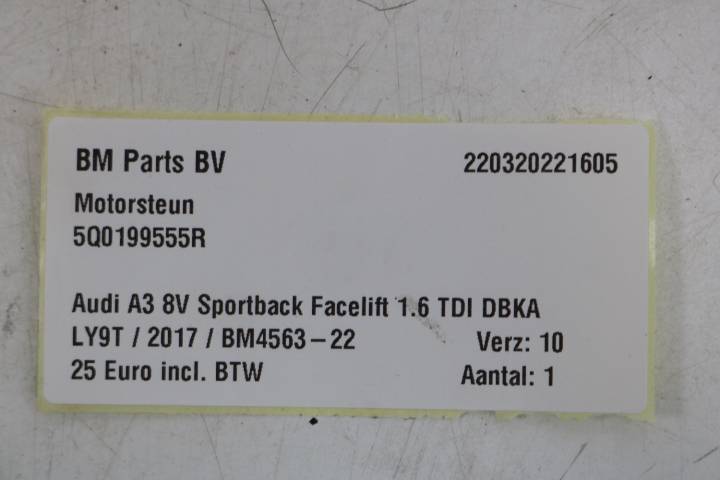 BM Parts BV 220320221605
Motorsteun
5Q0199555R
Audi A3 8V Sportback Facelift 1.6 TDI DBKA
LY9T / 2017 / BM4563-22 Verz: 10
25 Euro incl. BTW Aantal: 1